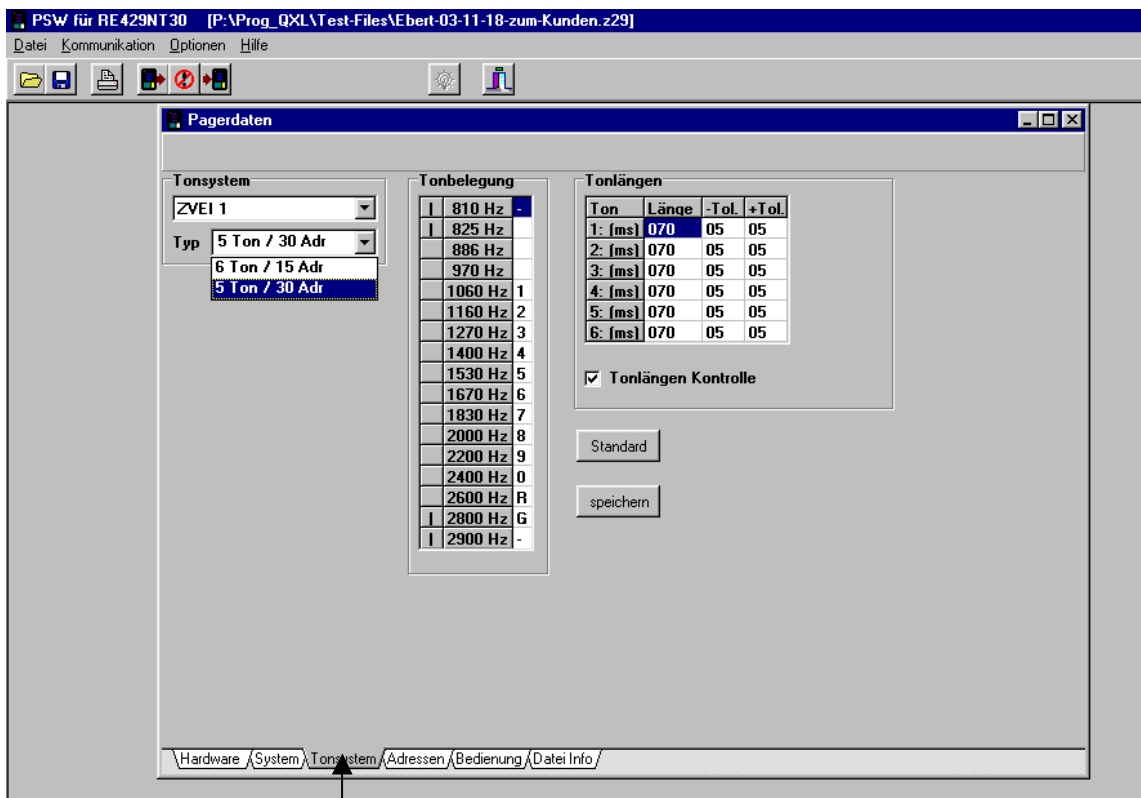 PSW für RE429NT30 [P:\Prog_QXL\Test-Files\Ebert-03-11-18-zum-Kunden.z29]
Datei Kommunikation Optionen Hilfe
Pagerdaten
Tonsystem
ZVEI 1
Typ 5 Ton / 30 Adr
6 Ton / 15 Adr
5 Ton / 30 Adr
Tonbelegung
| 810 Hz -
| 825 Hz
886 Hz
970 Hz
1060 Hz 1
1160 Hz 2
1270 Hz 3
1400 Hz 4
1530 Hz 5
1670 Hz 6
1830 Hz 7
2000 Hz 8
2200 Hz 9
2400 Hz 0
2600 Hz R
| 2800 Hz G
| 2900 Hz -
Tonlängen
Ton Länge -Tol. +Tol.
1: [ms] 070 05 05
2: [ms] 070 05 05
3: [ms] 070 05 05
4: [ms] 070 05 05
5: [ms] 070 05 05
6: [ms] 070 05 05
Tonlängen Kontrolle
Standard
speichern
Hardware System Tonsystem Adressen Bedienung Datei Info